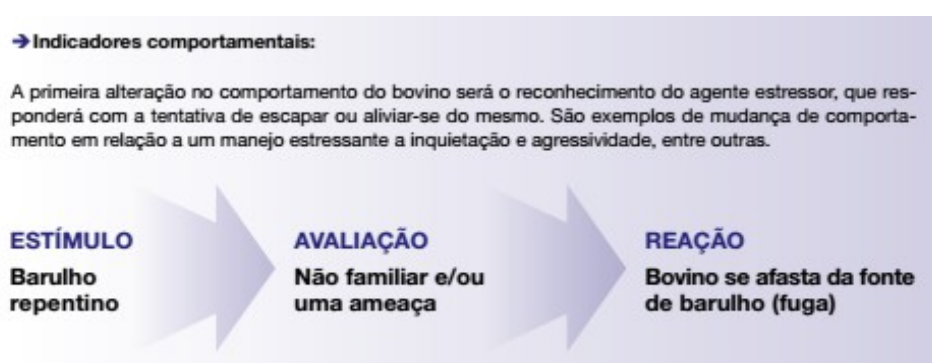 →Indicadores comportamentais:
A primeira alteração no comportamento do bovino será o reconhecimento do agente estressor, que res-
ponderá com a tentativa de escapar ou aliviar-se do mesmo. São exemplos de mudança de comporta-
mento em relação a um manejo estressante a inquietação e agressividade, entre outras.
ESTÍMULO
Barulho
repentino
AVALIAÇÃO
Não familiar e/ou
uma ameaça
REAÇÃO
Bovino se afasta da fonte
de barulho (fuga)